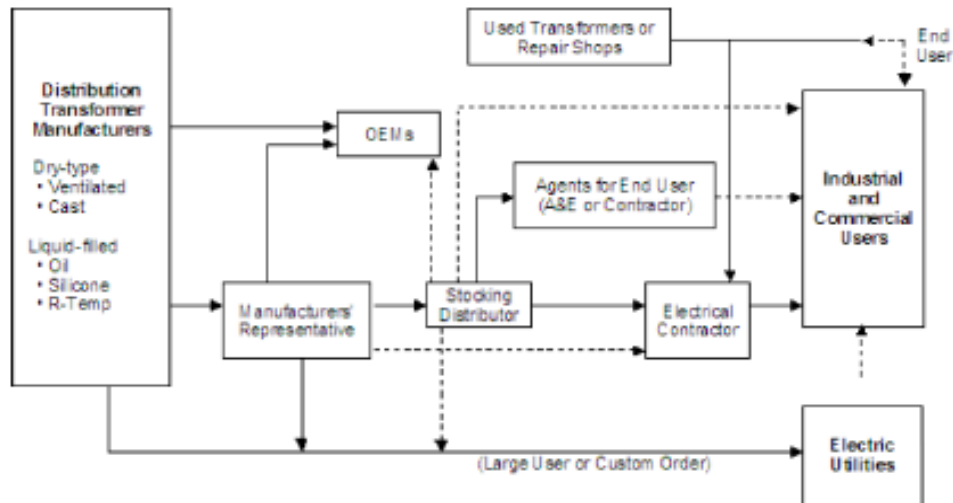 Used Transformers or
Repair Shops
End
User
Distribution
Transformer
Manufacturers
Dry-type
• Ventilated
• Cast
Liquid-filled
• Oil
• Silicone
• R-Temp
OEMs
Agents for End User
(A&E or Contractor)
Industrial
and
Commercial
Users
Manufacturers'
Representative
Stocking
Distributor
Electrical
Contractor
(Large User or Custom Order)
Electric
Utilities